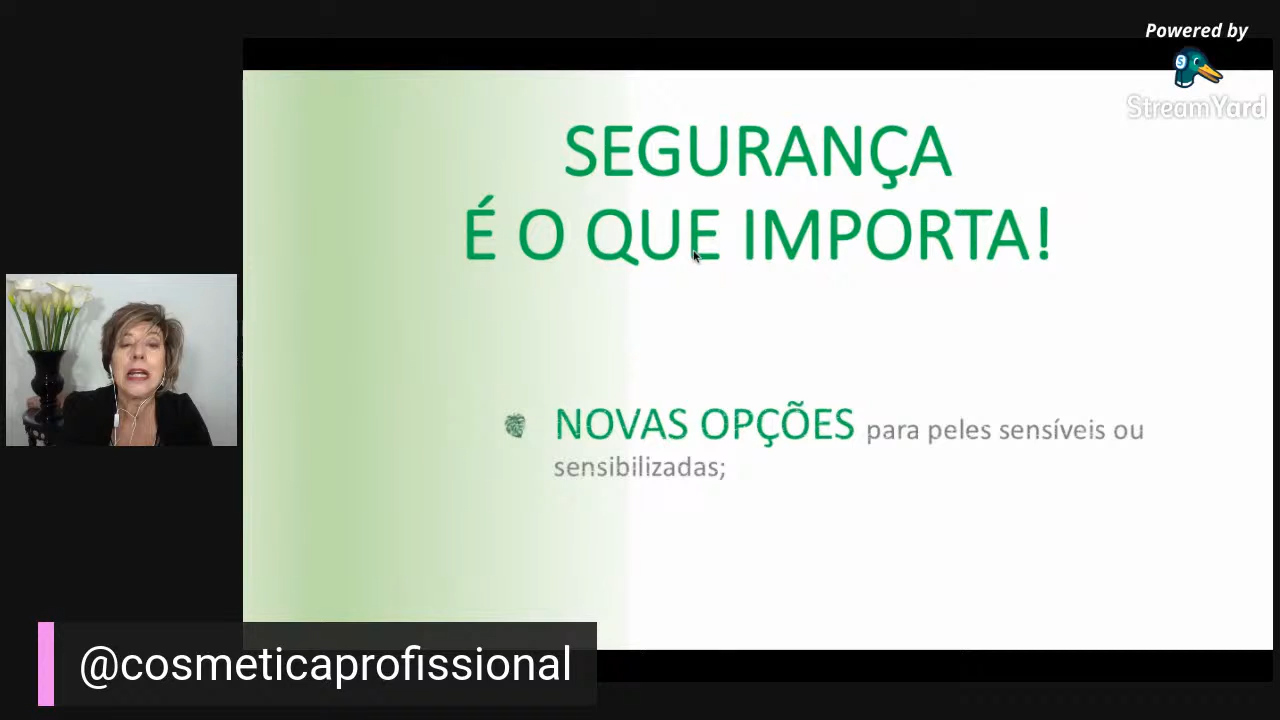 Powered by
StreamYard
SEGURANÇA
É O QUE IMPORTA!
NOVAS OPÇÕES para peles sensíveis ou
sensibilizadas;
@cosmeticaprofissional